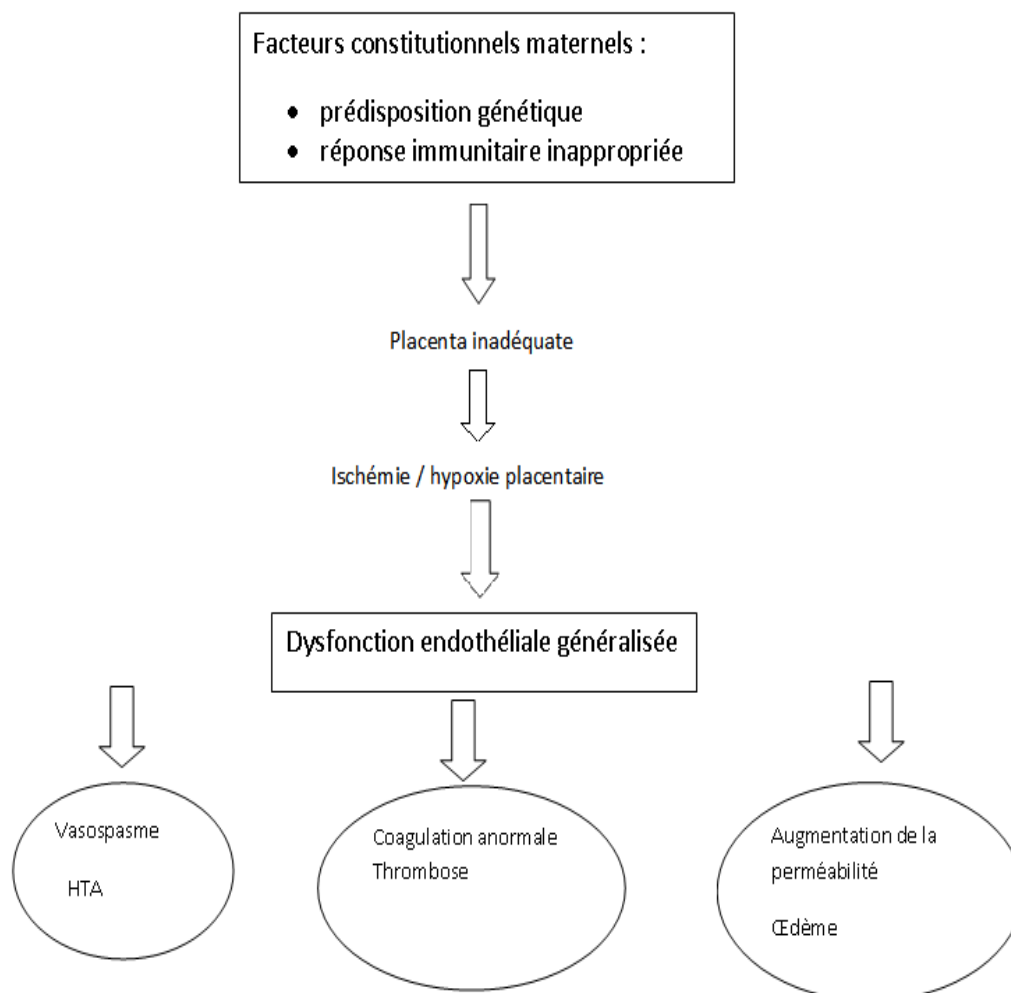 Facteurs constitutionnels maternels :
• prédisposition génétique
• réponse immunitaire inappropriée
Placenta inadéquate
Ischémie / hypoxie placentaire
Dysfonction endothéliale généralisée
Vasospasme
HTA
Coagulation anormale
Thrombose
Augmentation de la
perméabilité
Œdème